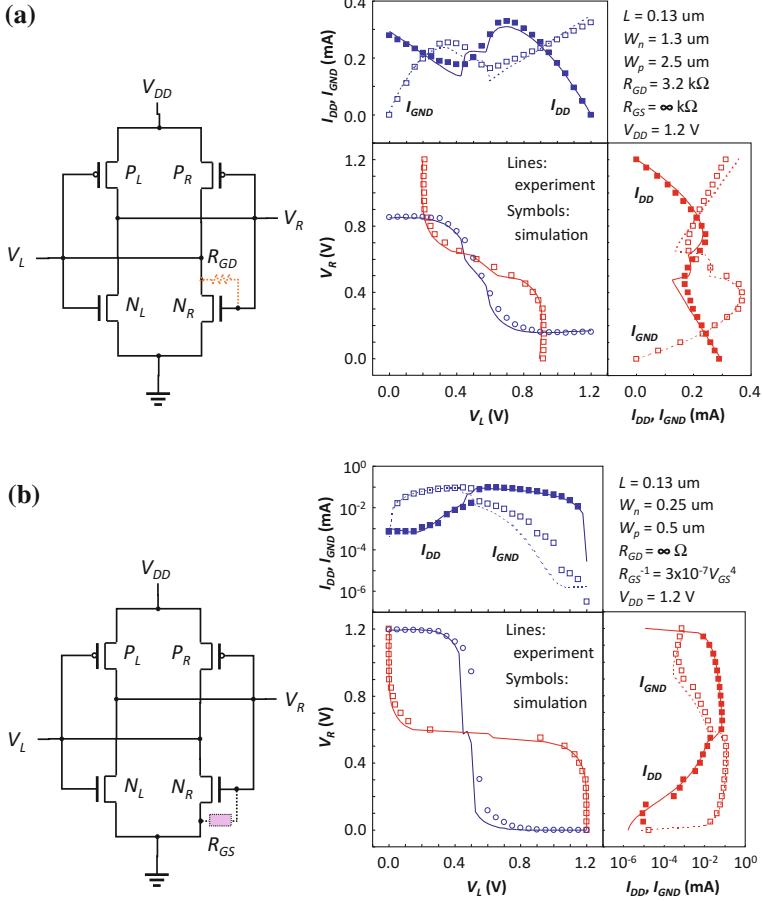 (a)
V_DD
P_L
P_R
V_L
V_R
R_GD
N_L
N_R
I_DD, I_GND (mA)
0.4
0.2
0.0
I_GND
I_DD
L = 0.13 um
W_n = 1.3 um
W_p = 2.5 um
R_GD = 3.2 kΩ
R_GS = ∞ kΩ
V_DD = 1.2 V
V_R (V)
1.2
0.8
0.4
0.0
Lines:
experiment
Symbols:
simulation
0.0 0.4 0.8 1.2
V_L (V)
I_DD
I_GND
0.0 0.2 0.4
I_DD, I_GND (mA)
(b)
V_DD
P_L
P_R
V_L
V_R
N_L
N_R
R_GS
I_DD, I_GND (mA)
10^0
10^-2
10^-4
10^-6
I_DD
I_GND
L = 0.13 um
W_n = 0.25 um
W_p = 0.5 um
R_GD = ∞ Ω
R_GS^-1 = 3x10^-7 V_GS^4
V_DD = 1.2 V
V_R (V)
1.2
0.8
0.4
0.0
Lines:
experiment
Symbols:
simulation
0.0 0.4 0.8 1.2
V_L (V)
I_GND
I_DD
10^-6 10^-4 10^-2 10^0
I_DD, I_GND (mA)